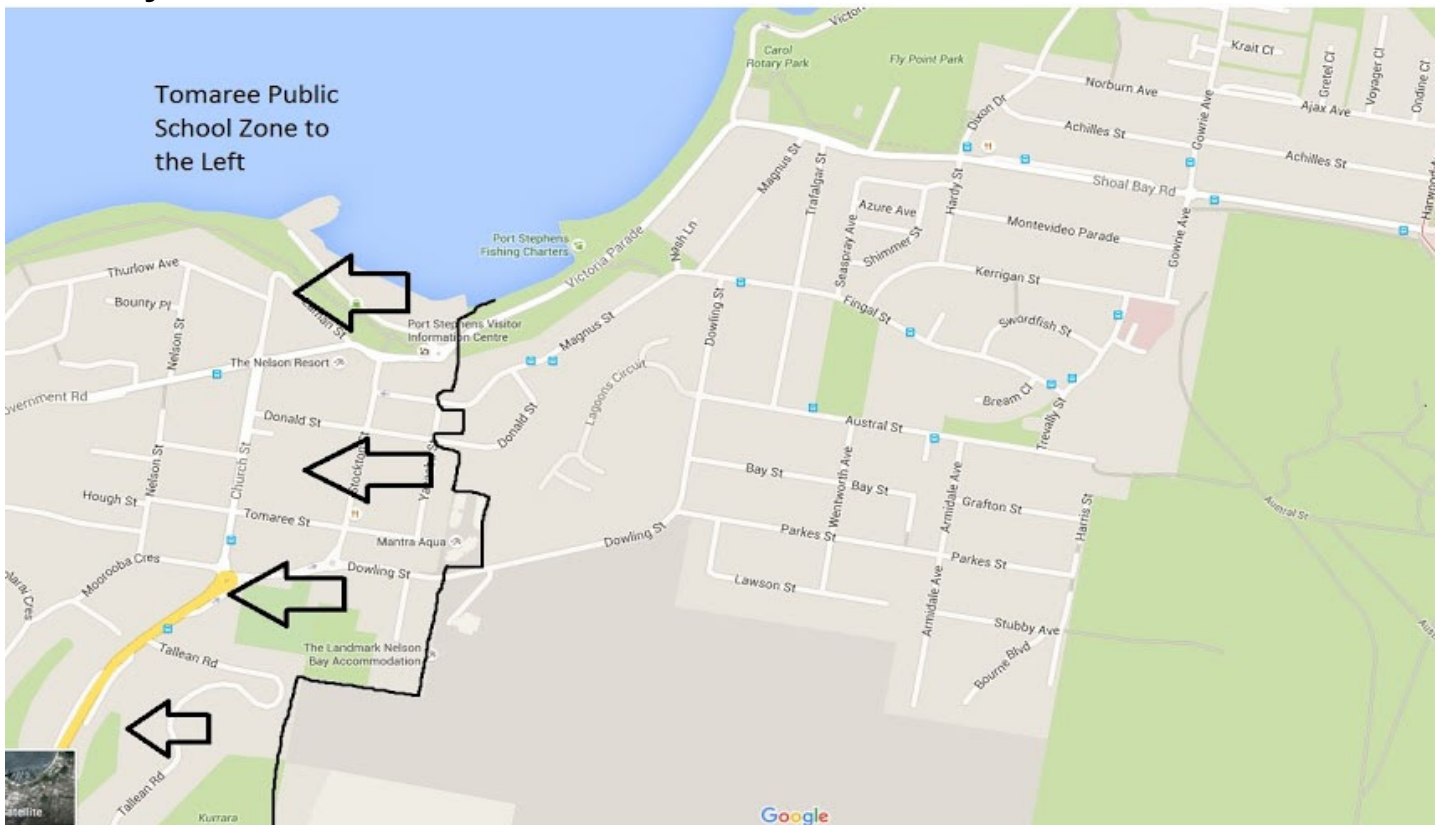 Tomaree Public
School Zone to
the Left
Victoria
Carol
Rotary Park
Fly Point Park
Krait Cl
Gretel Cl
Voyager Cl
Ondine Cl
Norburn Ave
Ajax Ave
Dixon Dr
Gowrie Ave
Achilles St
Achilles St
Shoal Bay Rd
Magnus St
Trafalgar St
Hardy St
Azure Ave
Seaspray Ave
Shimmer St
Montevideo Parade
Gowrie Ave
Kerrigan St
Nash Ln
Port Stephens
Fishing Charters
Victoria Parade
Thurlow Ave
Bounty Pl
Nelson St
Port Stephens Visitor
Information Centre
Magnus St
Dowling St
Fingal St
Swordfish St
The Nelson Resort
overnment Rd
Lagoons Circuit
Bream Cl
Trevally St
Donald St
Donald St
Austral St
Church St
Stockton St
Nelson St
Bay St
Bay St
Wentworth Ave
Armidale Ave
Grafton St
Harris St
Austral St
Hough St
Tomaree St
Mantra Aqua
Dowling St
Parkes St
Parkes St
Moorooba Cres
Dowling St
Lawson St
Armidale Ave
Stubby Ave
Bourne Blvd
The Landmark Nelson
Bay Accommodation
Tallean Rd
Tallean Rd
Kurrara
Google